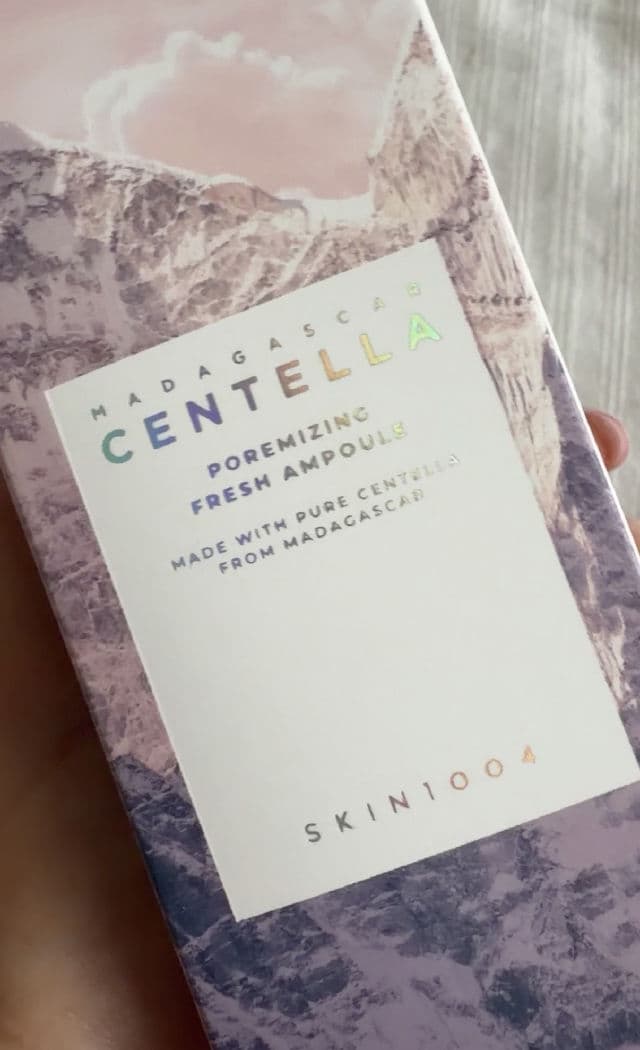 MADAGASCAR
CENTELLA
POREMIZING
FRESH AMPOULE
MADE WITH PURE CENTELLA
FROM MADAGASCAR
SKIN1004